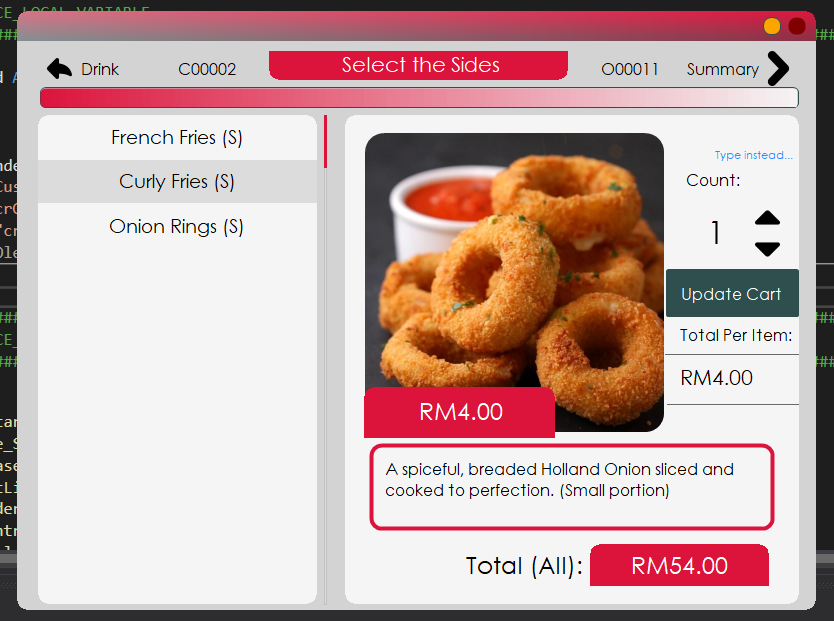 CE_LOCAL_VARIABLE
Drink
C00002
Select the Sides
O00011
Summary
French Fries (S)
Curly Fries (S)
Onion Rings (S)
Type instead...
Count:
1
Update Cart
Total Per Item:
RM4.00
RM4.00
A spiceful, breaded Holland Onion sliced and
cooked to perfection. (Small portion)
Total (All):
RM54.00